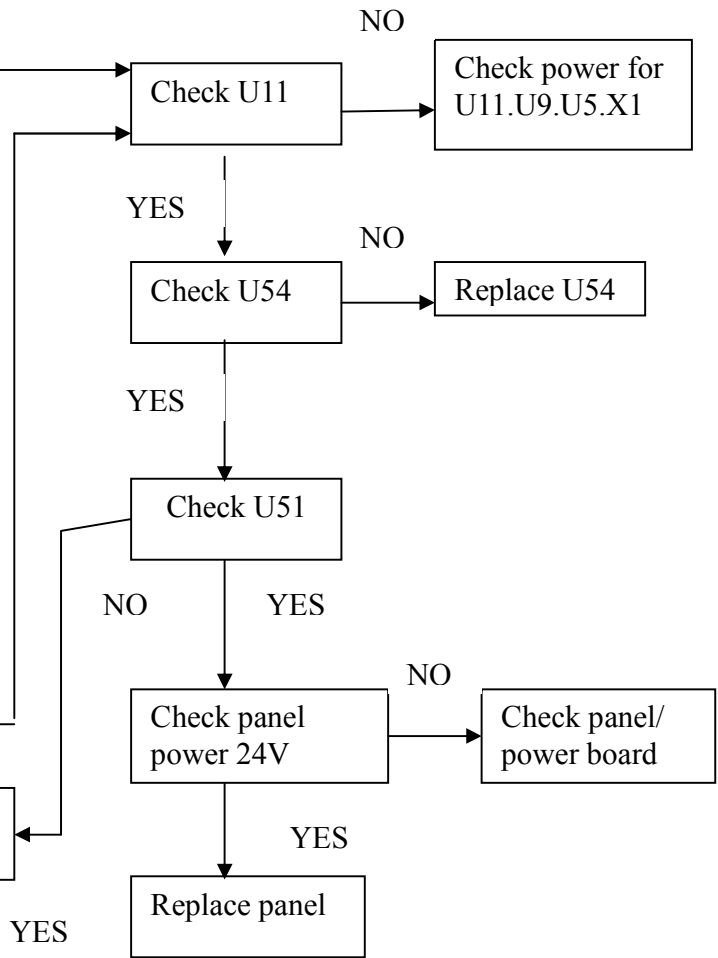 NO
Check U11
Check power for
U11.U9.U5.X1
YES
NO
Check U54
Replace U54
YES
Check U51
NO
YES
NO
Check panel
power 24V
Check panel/
power board
YES
Replace panel
YES